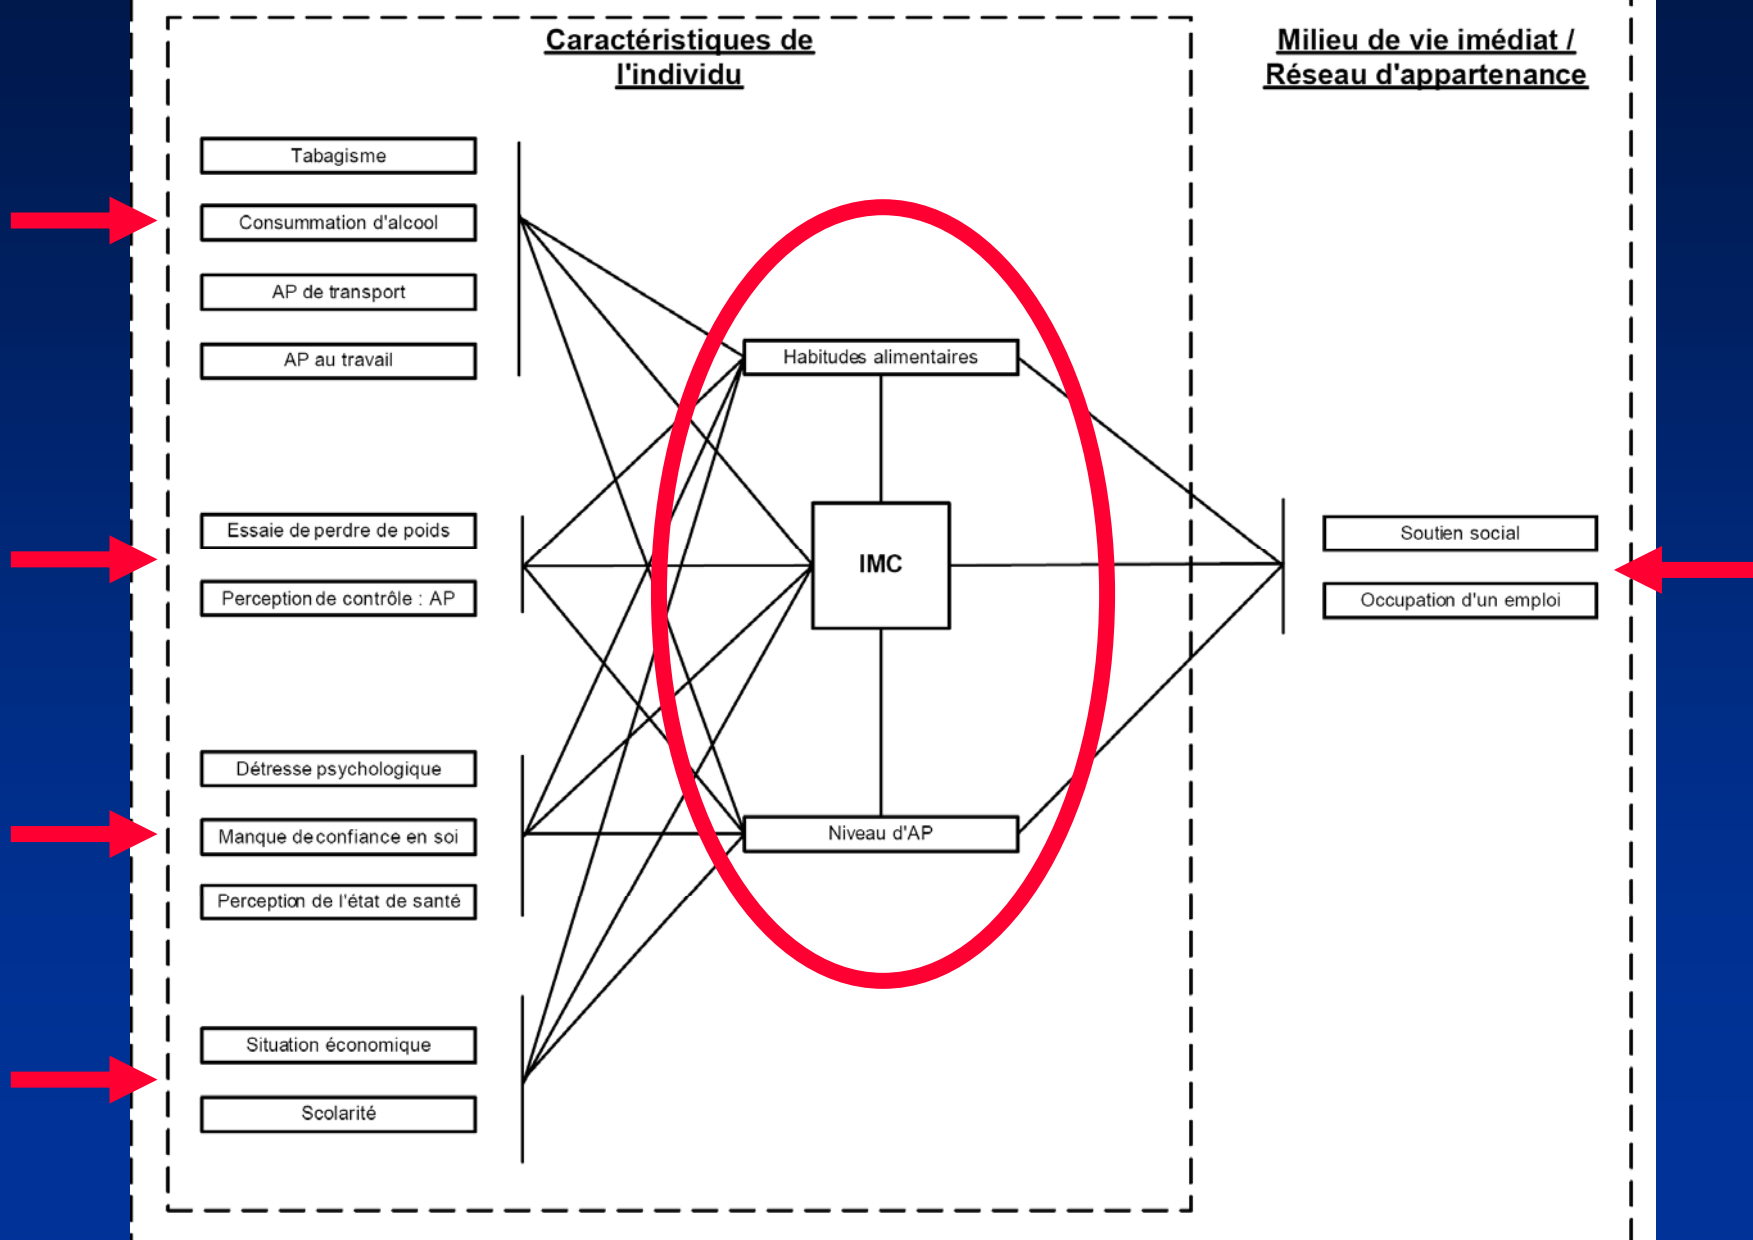 Caractéristiques de
l'individu
Milieu de vie imédiat /
Réseau d'appartenance
Tabagisme
Consummation d'alcool
AP de transport
AP au travail
Habitudes alimentaires
Essaie de perdre de poids
Perception de contrôle : AP
IMC
Soutien social
Occupation d'un emploi
Détresse psychologique
Manque de confiance en soi
Perception de l'état de santé
Niveau d'AP
Situation économique
Scolarité